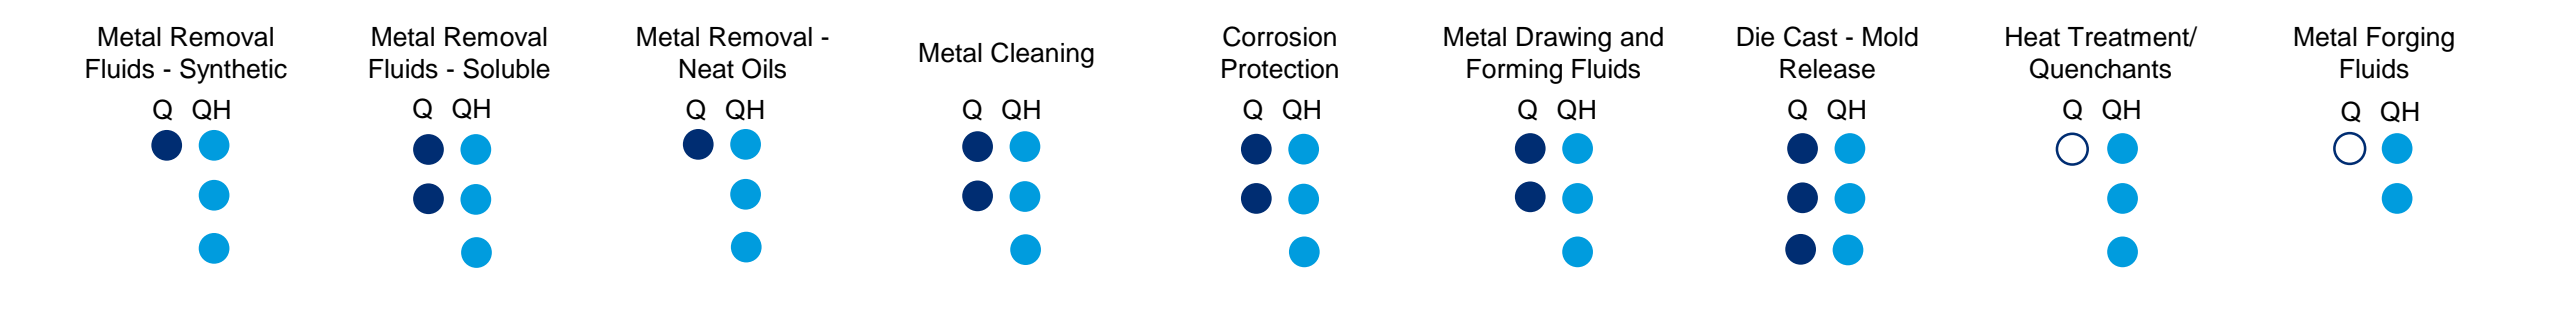 Metal Removal
Fluids - Synthetic
Q QH
Metal Removal
Fluids - Soluble
Q QH
Metal Removal -
Neat Oils
Q QH
Metal Cleaning
Q QH
Corrosion
Protection
Q QH
Metal Drawing and
Forming Fluids
Q QH
Die Cast - Mold
Release
Q QH
Heat Treatment/
Quenchants
Q QH
Metal Forging
Fluids
Q QH